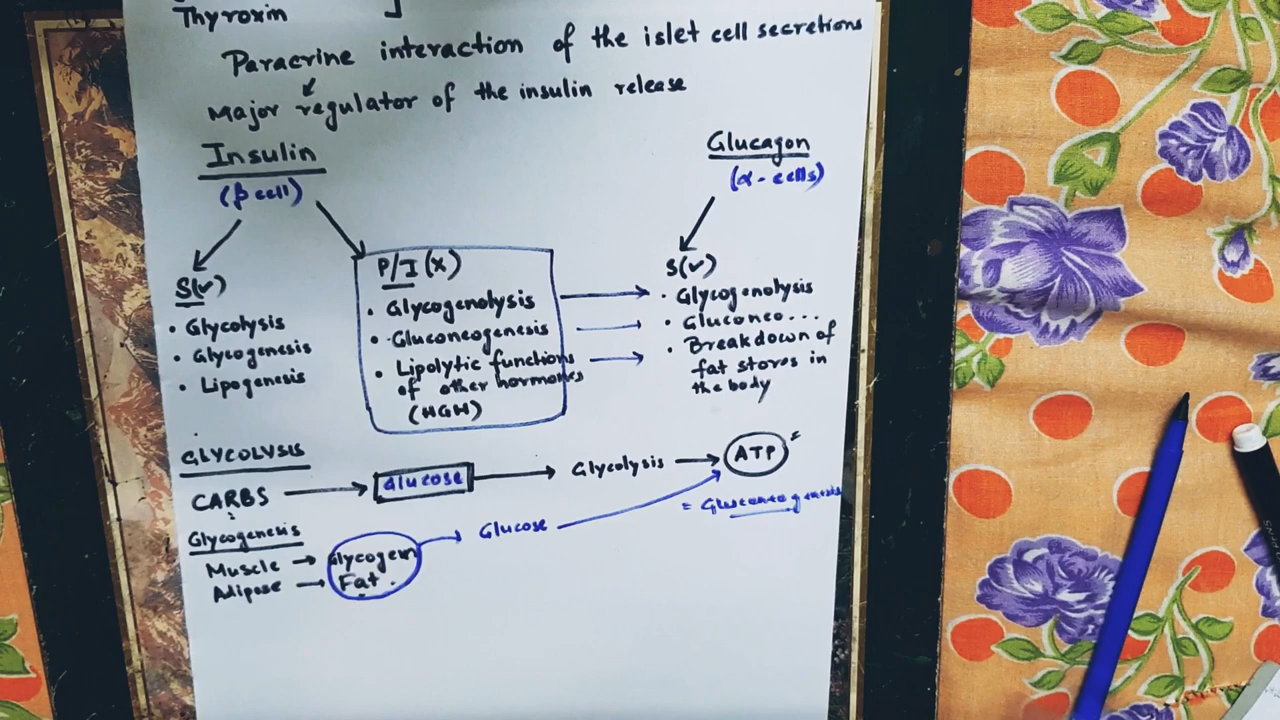 Thyroxin ]
Paracrine interaction of the islet cell secretions
Major regulator of the insulin release
Insulin
(β cell)
Glucagon
(α - cells)
S(✓)
• Glycolysis
• Glycogenesis
• Lipogenesis
P/I (x)
• Glycogenolysis
• Gluconeogenesis
• Lipolytic functions
of other hormones
(HGH)
S(✓)
• Glycogenolysis
• Gluconeo...
• Breakdown of
fat stores in
the body
GLYCOLYSIS
CARBS → Glucose → Glycolysis → ATP
= Gluconeogenesis
Glycogenesis
Muscle → Glycogen → Glucose
Adipose → Fat.